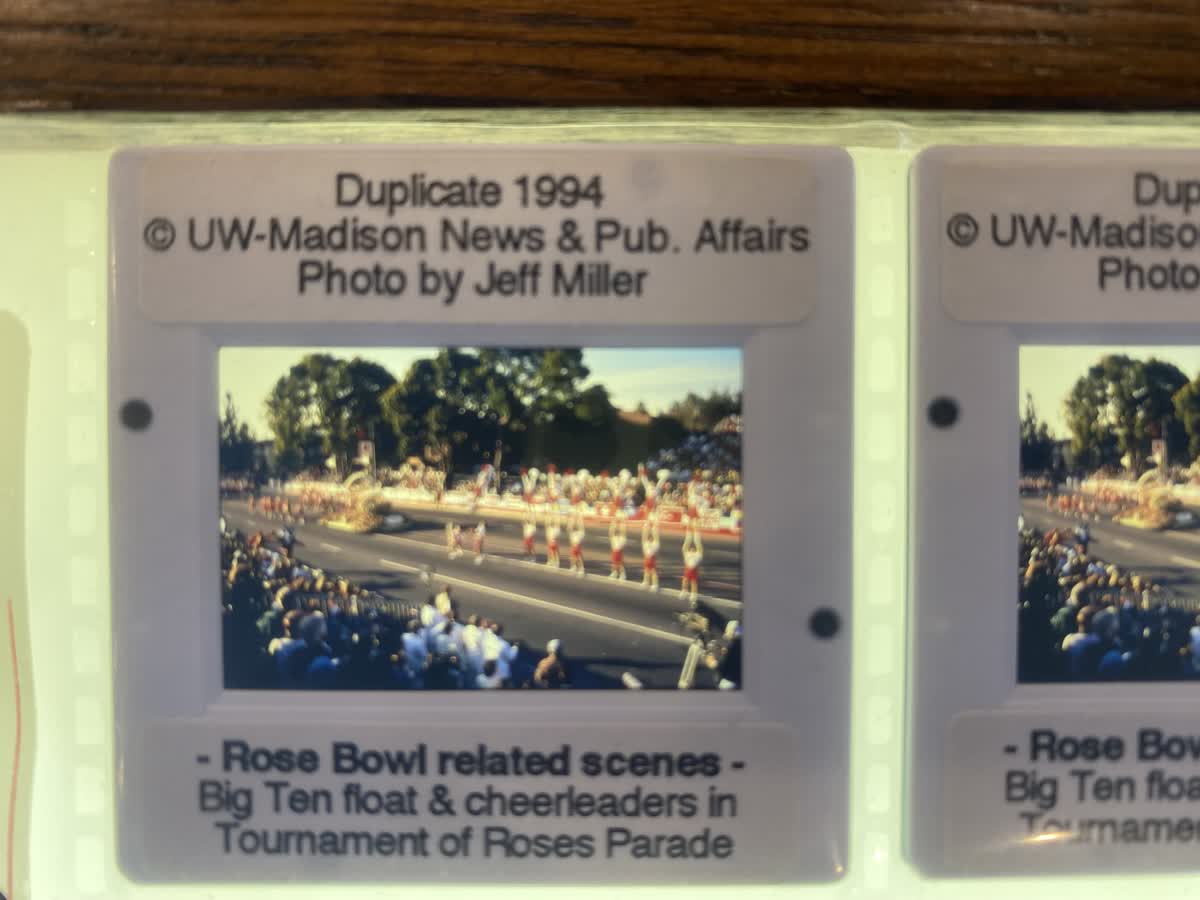 Duplicate 1994
© UW-Madison News & Pub. Affairs
Photo by Jeff Miller
- Rose Bowl related scenes -
Big Ten float & cheerleaders in
Tournament of Roses Parade
Dup
© UW-Madiso
Photo
- Rose Bow
Big Ten floa
Tourname